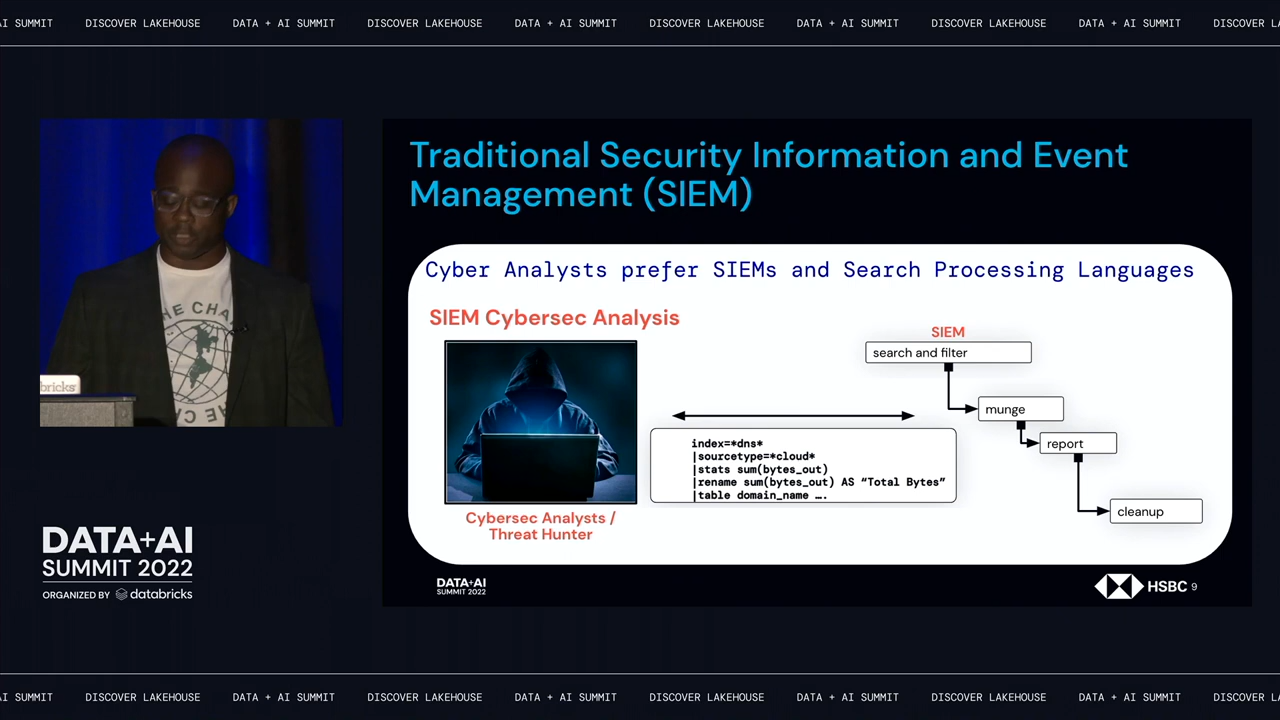 AI SUMMIT DISCOVER LAKEHOUSE DATA + AI SUMMIT DISCOVER LAKEHOUSE DATA + AI SUMMIT DISCOVER LAKEHOUSE DATA + AI SUMMIT DISCOVER LAKEHOUSE DATA + AI SUMMIT DISCOVER
Traditional Security Information and Event
Management (SIEM)
Cyber Analysts prefer SIEMs and Search Processing Languages
SIEM Cybersec Analysis
SIEM
search and filter
munge
report
cleanup
index=*dns*
|sourcetype=*cloud*
|stats sum(bytes_out)
|rename sum(bytes_out) AS “Total Bytes”
|table domain_name ….
Cybersec Analysts /
Threat Hunter
DATA+AI
SUMMIT 2022
HSBC 9
HE CHA
HE C
bricks
DATA+AI
SUMMIT 2022
ORGANIZED BY databricks
AI SUMMIT DISCOVER LAKEHOUSE DATA + AI SUMMIT DISCOVER LAKEHOUSE DATA + AI SUMMIT DISCOVER LAKEHOUSE DATA + AI SUMMIT DISCOVER LAKEHOUSE DATA + AI SUMMIT DISCOVER